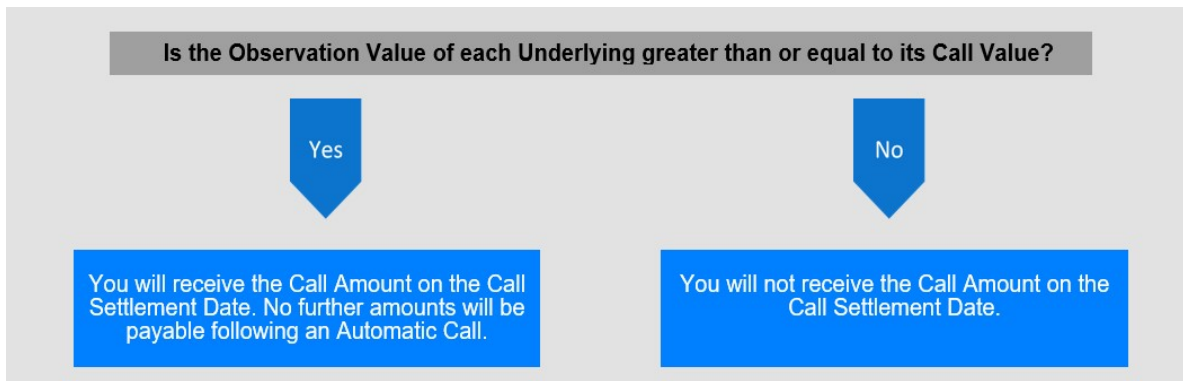 Is the Observation Value of each Underlying greater than or equal to its Call Value?
Yes
No
You will receive the Call Amount on the Call
Settlement Date. No further amounts will be
payable following an Automatic Call.
You will not receive the Call Amount on the
Call Settlement Date.